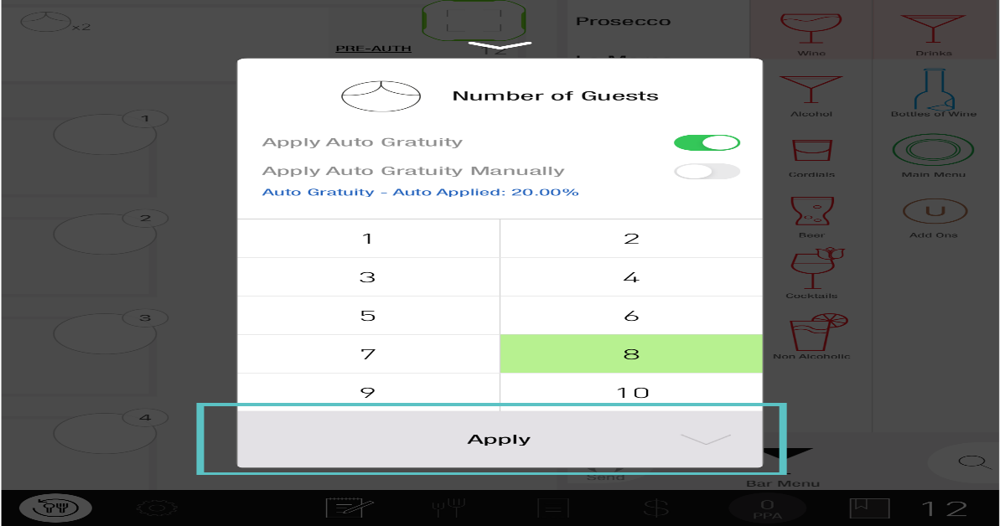 x2
PRE-AUTH
12
Prosecco
Number of Guests
Apply Auto Gratuity
Apply Auto Gratuity Manually
Auto Gratuity - Auto Applied: 20.00%
1
2
3
4
5
6
7
8
9
10
Apply
1
2
3
4
Wine
Drinks
Alcohol
Bottles of Wine
Cordials
Main Menu
Beer
U
Add Ons
Cocktails
Non Alcoholic
Send
Bar Menu
0
PPA
12